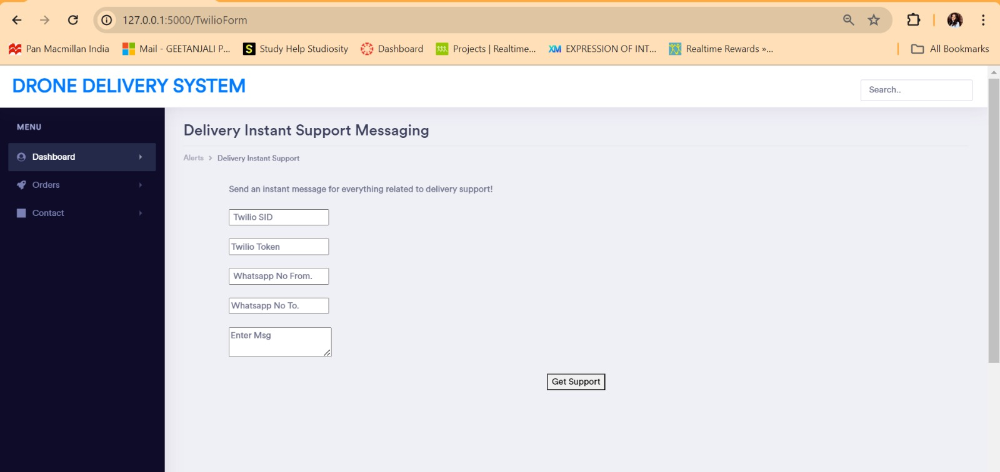 127.0.0.1:5000/TwilioForm
Pan Macmillan India
Mail - GEETANJALI P...
S
Study Help Studiosity
Dashboard
Projects | Realtime...
XM
EXPRESSION OF INT...
Realtime Rewards »...
All Bookmarks
DRONE DELIVERY SYSTEM
Search..
MENU
Dashboard
Orders
Contact
Delivery Instant Support Messaging
Alerts > Delivery Instant Support
Send an instant message for everything related to delivery support!
Twilio SID
Twilio Token
Whatsapp No From.
Whatsapp No To.
Enter Msg
Get Support